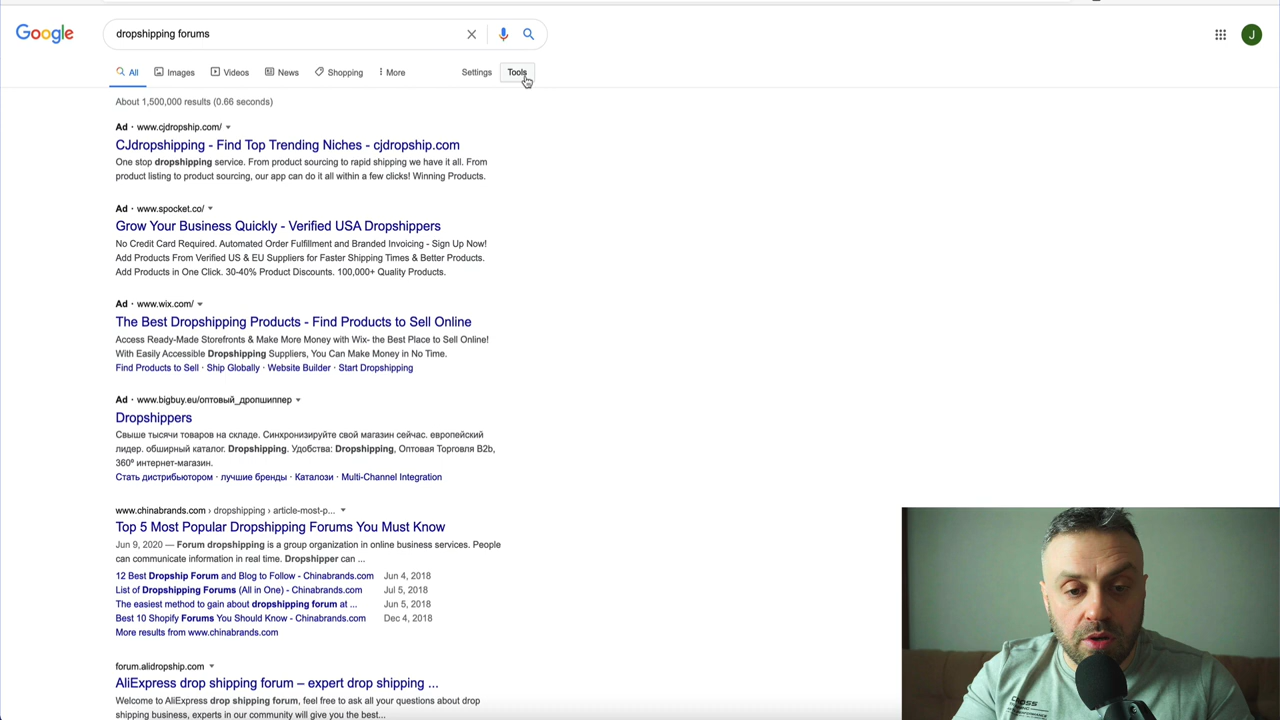 Google
dropshipping forums
J
All Images Videos News Shopping More Settings Tools
About 1,500,000 results (0.66 seconds)
Ad · www.cjdropship.com/
CJdropshipping - Find Top Trending Niches - cjdropship.com
One stop dropshipping service. From product sourcing to rapid shipping we have it all. From
product listing to product sourcing, our app can do it all within a few clicks! Winning Products.
Ad · www.spocket.co/
Grow Your Business Quickly - Verified USA Dropshippers
No Credit Card Required. Automated Order Fulfillment and Branded Invoicing - Sign Up Now!
Add Products From Verified US & EU Suppliers for Faster Shipping Times & Better Products.
Add Products in One Click. 30-40% Product Discounts. 100,000+ Quality Products.
Ad · www.wix.com/
The Best Dropshipping Products - Find Products to Sell Online
Access Ready-Made Storefronts & Make More Money with Wix- the Best Place to Sell Online!
With Easily Accessible Dropshipping Suppliers, You Can Make Money in No Time.
Find Products to Sell · Ship Globally · Website Builder · Start Dropshipping
Ad · www.bigbuy.eu/оптовый_дропшиппер
Dropshippers
Свыше тысячи товаров на складе. Синхронизируйте свой магазин сейчас. европейский
лидер. обширный каталог. Dropshipping. Удобства: Dropshipping, Оптовая Торговля B2b,
360º интернет-магазин.
Стать дистрибьютором · лучшие бренды · Каталози · Multi-Channel Integration
www.chinabrands.com › dropshipping › article-most-p...
Top 5 Most Popular Dropshipping Forums You Must Know
Jun 9, 2020 — Forum dropshipping is a group organization in online business services. People
can communicate information in real time. Dropshipper can ...
12 Best Dropship Forum and Blog to Follow - Chinabrands.com Jun 4, 2018
List of Dropshipping Forums (All in One) - Chinabrands.com Jul 5, 2018
The easiest method to gain about dropshipping forum at ... Jun 5, 2018
Best 10 Shopify Forums You Should Know - Chinabrands.com Dec 4, 2018
More results from www.chinabrands.com
forum.alidropship.com
AliExpress drop shipping forum – expert drop shipping ...
Welcome to AliExpress drop shipping forum, feel free to ask all your questions about drop
shipping business, experts in our community will give you the best...